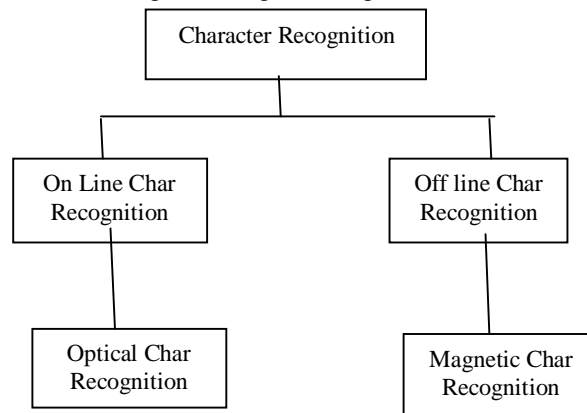 Character Recognition
On Line Char
Recognition
Off line Char
Recognition
Optical Char
Recognition
Magnetic Char
Recognition